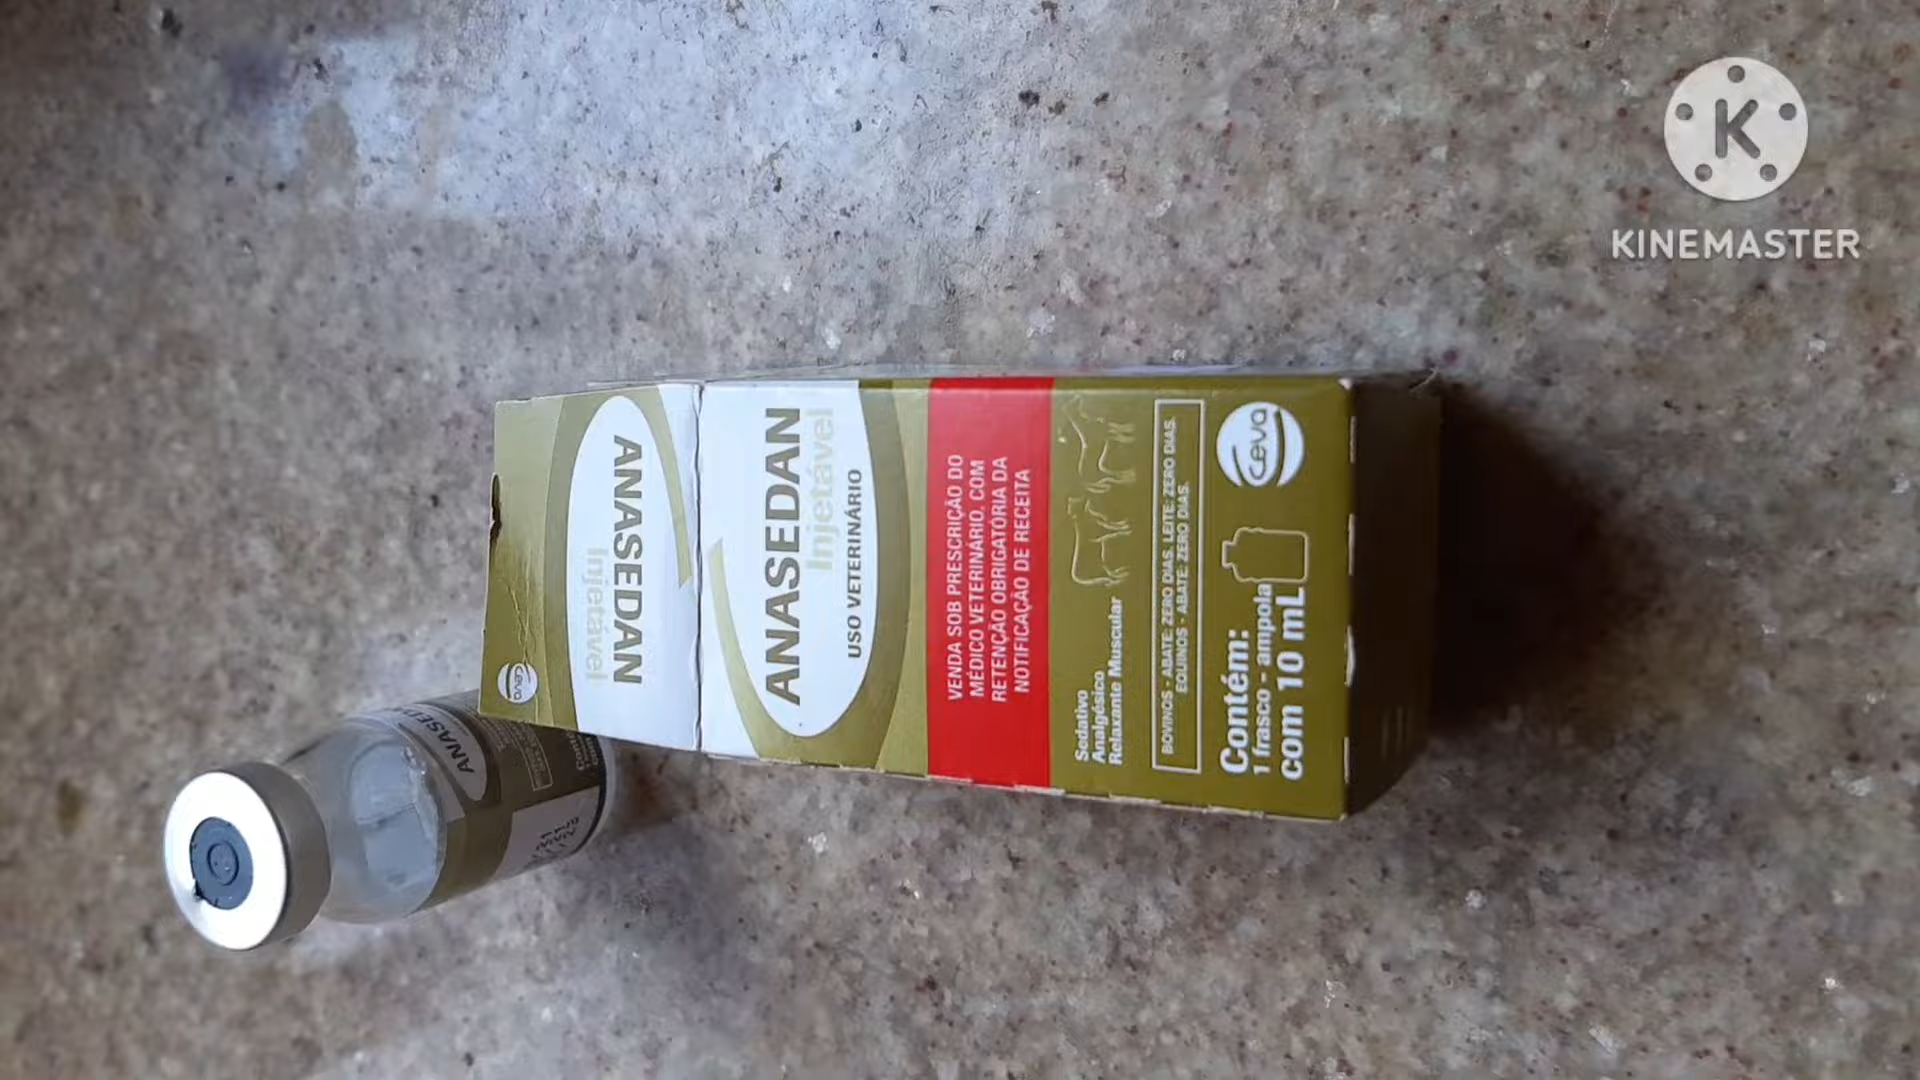 KINEMASTER
ANASEDAN
Injetável
Ceva
ANASEDAN
Injetável
USO VETERINÁRIO
VENDA SOB PRESCRIÇÃO DO
MÉDICO VETERINÁRIO, COM
RETENÇÃO OBRIGATÓRIA DA
NOTIFICAÇÃO DE RECEITA
Sedativo
Analgésico
Relaxante Muscular
BOVINOS - ABATE: ZERO DIAS. LEITE: ZERO DIAS.
EQUINOS - ABATE: ZERO DIAS.
Ceva
Contém:
1 frasco - ampola
com 10 mL